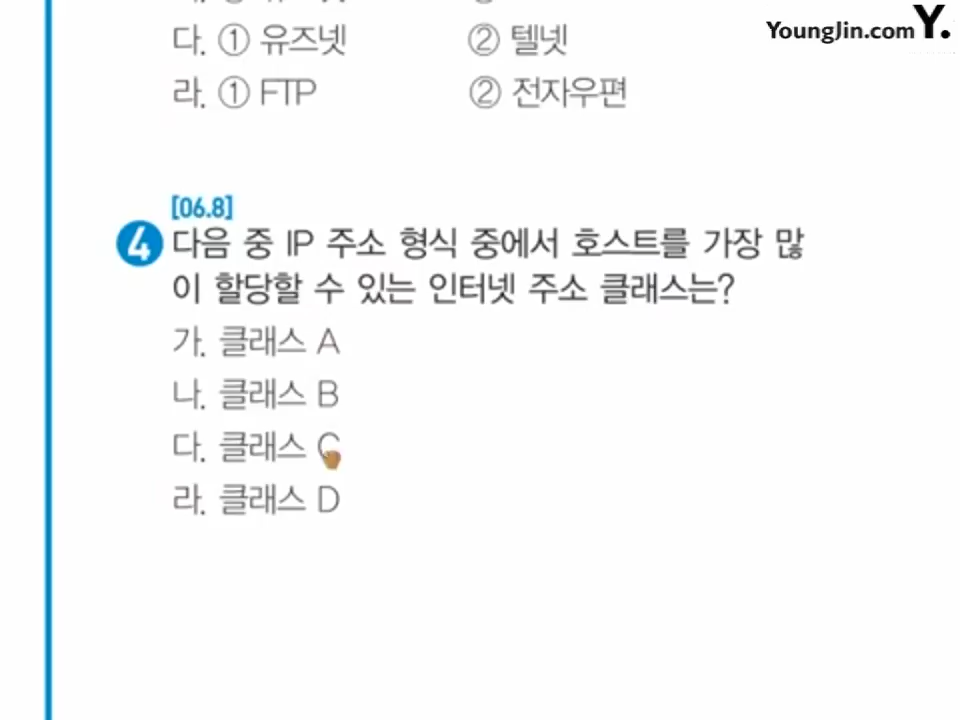 YoungJin.com Y.
다. ① 유즈넷 ② 텔넷
라. ① FTP ② 전자우편
[06.8]
4 다음 중 IP 주소 형식 중에서 호스트를 가장 많
이 할당할 수 있는 인터넷 주소 클래스는?
가. 클래스 A
나. 클래스 B
다. 클래스 C
라. 클래스 D